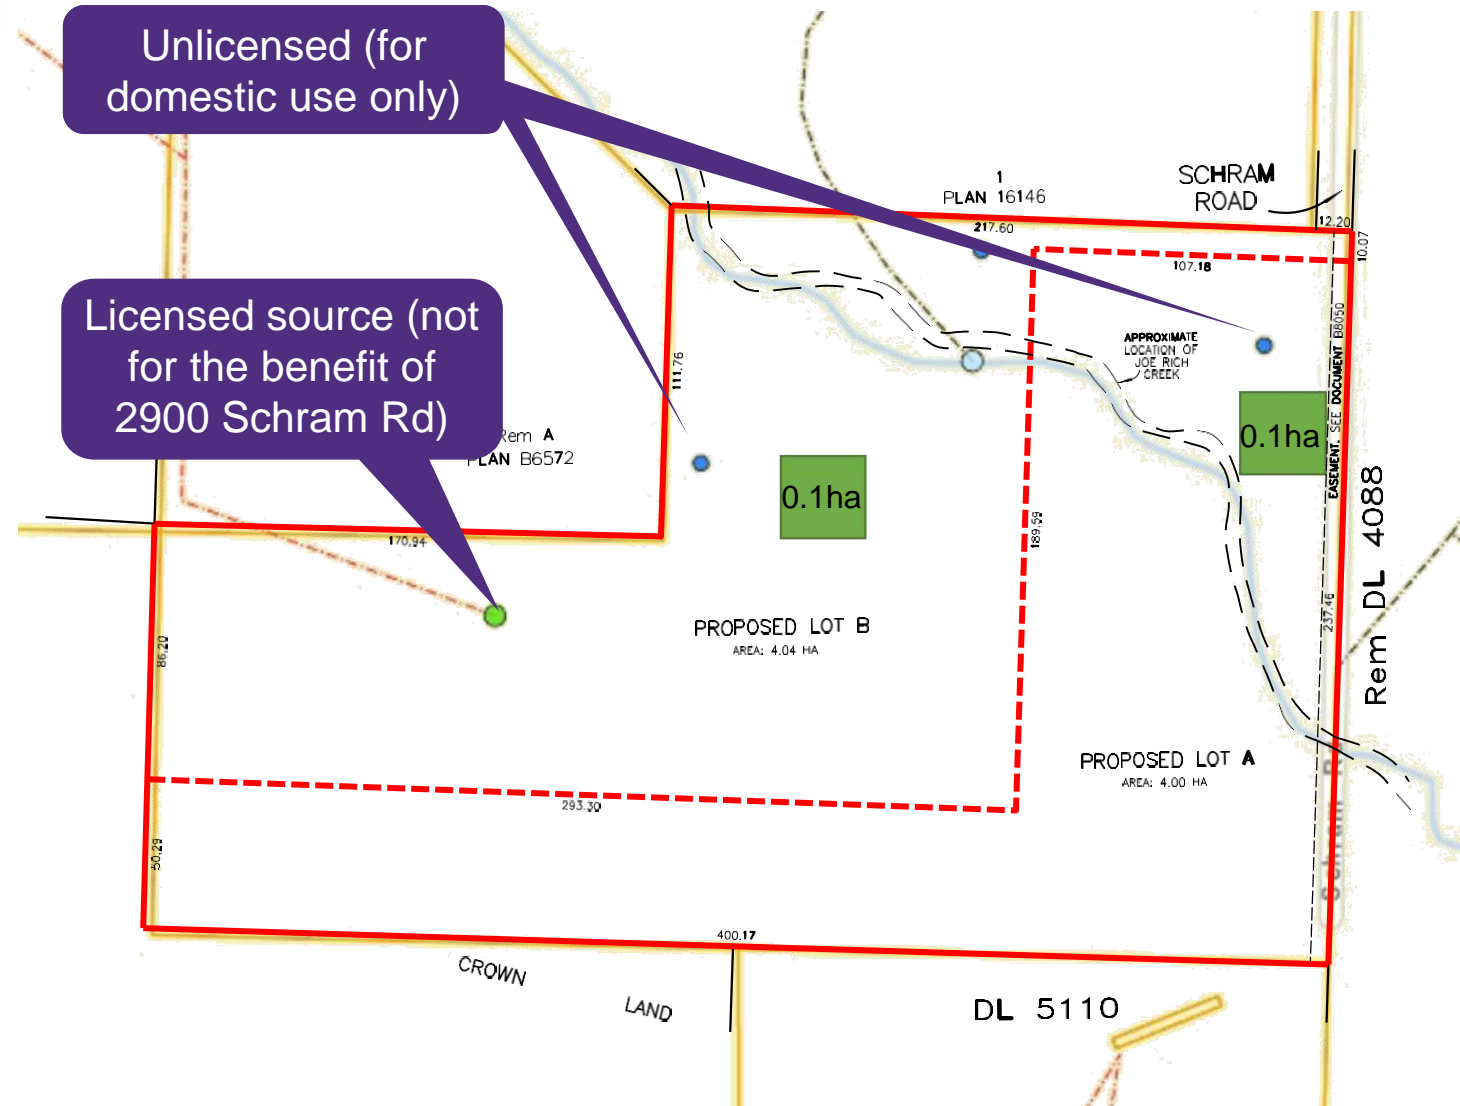 Unlicensed (for
domestic use only)
1
PLAN 16146
SCHRAM
ROAD
217.60
12.20
10.07
107.18
Licensed source (not
for the benefit of
2900 Schram Rd)
Rem A
PLAN B6572
111.76
APPROXIMATE
LOCATION OF
JOE RICH
CREEK
EASEMENT, SEE DOCUMENT B8050
0.1ha
0.1ha
170.94
189.59
Rem DL 4088
237.46
86.20
PROPOSED LOT B
AREA: 4.04 HA
PROPOSED LOT A
AREA: 4.00 HA
293.30
50.29
Schram R
400.17
CROWN
LAND
DL 5110